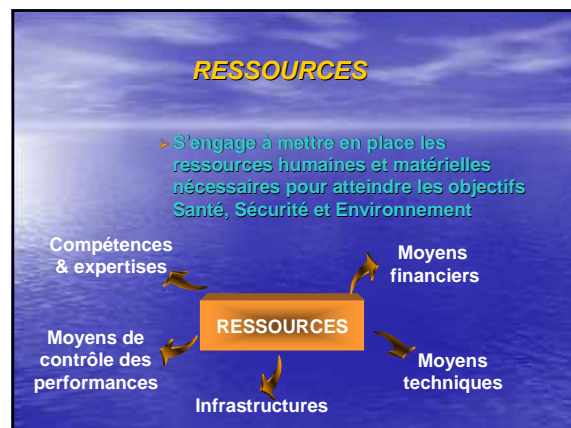 RESSOURCES
S'engage à mettre en place les
ressources humaines et matérielles
nécessaires pour atteindre les objectifs
Santé, Sécurité et Environnement
Compétences
& expertises
Moyens
financiers
RESSOURCES
Moyens de
contrôle des
performances
Moyens
techniques
Infrastructures